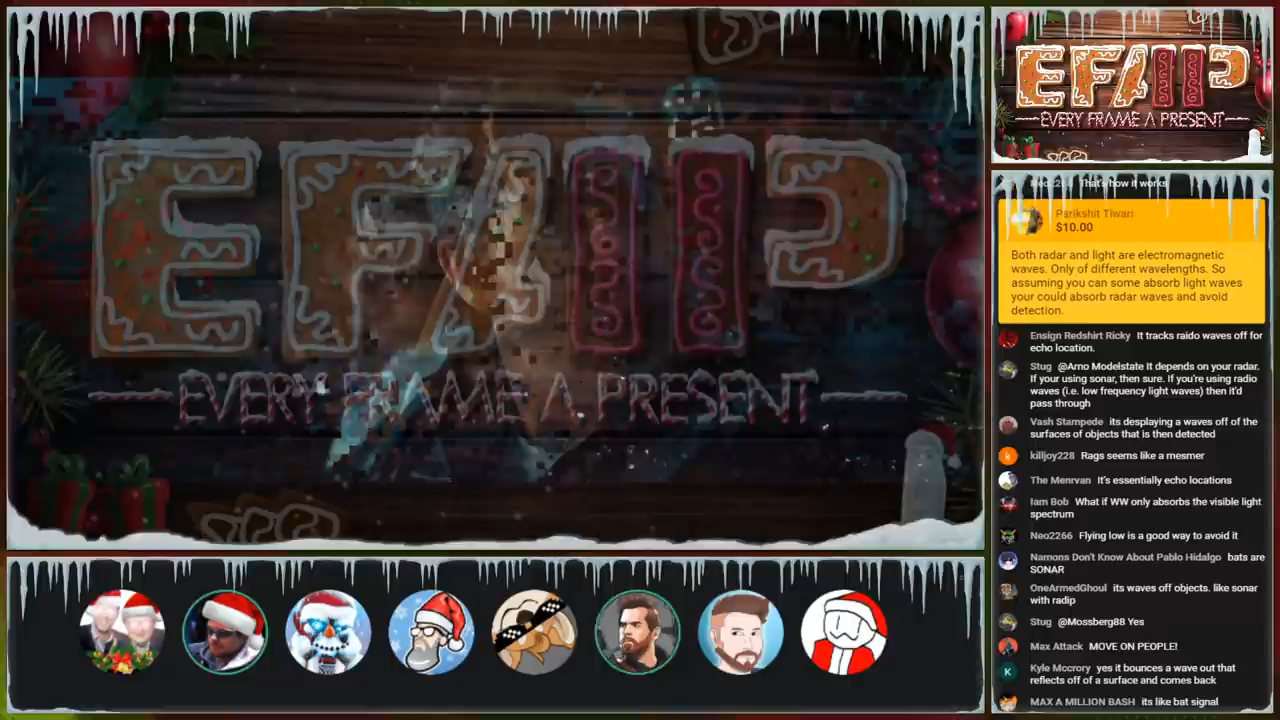 EFAIIP
EVERY FRAME A PRESENT
EFAIIP
EVERY FRAME A PRESENT
That's how it works
Parikshit Tiwari
$10.00
Both radar and light are electromagnetic
waves. Only of different wavelengths. So
assuming you can some absorb light waves
your could absorb radar waves and avoid
detection.
Ensign Redshirt Ricky It tracks raido waves off for
echo location.
Stug @Arno Modelstate It depends on your radar.
If your using sonar, then sure. If you're using radio
waves (i.e. low frequency light waves) then it'd
pass through
Vash Stampede its desplaying a waves off of the
surfaces of objects that is then detected
killjoy228 Rags seems like a mesmer
The Menrvan It's essentially echo locations
Iam Bob What if WW only absorbs the visible light
spectrum
Neo2266 Flying low is a good way to avoid it
Namons Don't Know About Pablo Hidalgo bats are
SONAR
OneArmedGhoul its waves off objects. like sonar
with radip
Stug @Mossberg88 Yes
Max Attack MOVE ON PEOPLE!
K
Kyle Mccrory yes it bounces a wave out that
reflects off of a surface and comes back
MAX A MILLION BASH its like bat signal